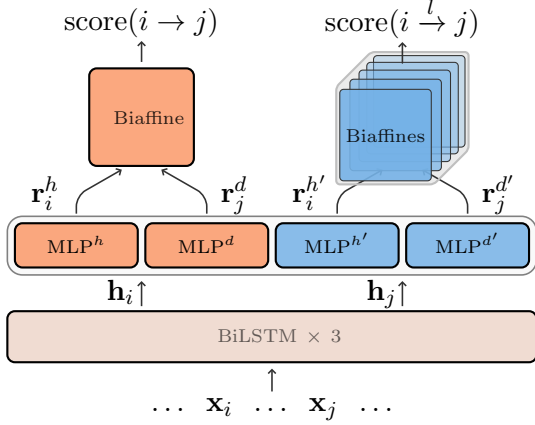 score(i → j) score(i →^l j)
Biaffine Biaffines
r_i^h r_j^d r_i^{h'} r_j^{d'}
MLP^h MLP^d MLP^{h'} MLP^{d'}
h_i h_j
BiLSTM × 3
... x_i ... x_j ...